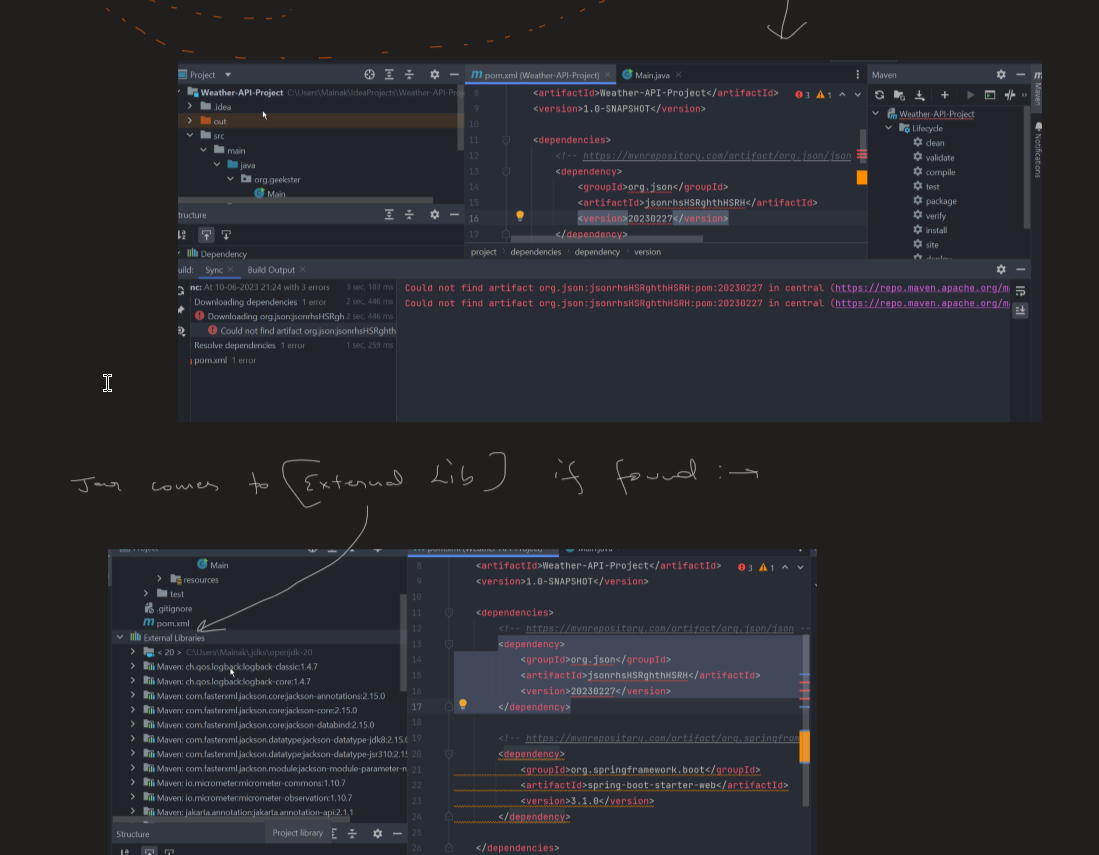 Project
Weather-API-Project C:\Users\Mainak\IdeaProjects\Weather-API-Pro
.idea
out
src
main
java
org.geekster
Main
tructure
Dependency
pom.xml (Weather-API-Project)
Main.java
8 <artifactId>Weather-API-Project</artifactId>
3 1
9 <version>1.0-SNAPSHOT</version>
10
11 <dependencies>
12 <!-- https://mvnrepository.com/artifact/org.json/json
13 <dependency>
14 <groupId>org.json</groupId>
15 <artifactId>jsonrhsHSRghthHSRH</artifactId>
16 <version>20230227</version>
17 </dependency>
project dependencies dependency version
Maven
Weather-API-Project
Lifecycle
clean
validate
compile
test
package
verify
install
site
deploy
Maven
Notifications
uild: Sync Build Output
nc: At 10-06-2023 21:24 with 3 errors 3 sec, 183 ms
Downloading dependencies 1 error 2 sec, 446 ms
Downloading org.json:jsonrhsHSRgh 2 sec, 446 ms
Could not find artifact org.json:jsonrhsHSRghth
Resolve dependencies 1 error 1 sec, 259 ms
pom.xml 1 error
Could not find artifact org.json:jsonrhsHSRghthHSRH:pom:20230227 in central (https://repo.maven.apache.org/m
Could not find artifact org.json:jsonrhsHSRghthHSRH:pom:20230227 in central (https://repo.maven.apache.org/m
Jar comes to [External Lib] if found :→
Main
resources
test
.gitignore
pom.xml
External Libraries
< 20 > C:\Users\Mainak\.jdks\openjdk-20
Maven: ch.qos.logback:logback-classic:1.4.7
Maven: ch.qos.logback:logback-core:1.4.7
Maven: com.fasterxml.jackson.core:jackson-annotations:2.15.0
Maven: com.fasterxml.jackson.core:jackson-core:2.15.0
Maven: com.fasterxml.jackson.core:jackson-databind:2.15.0
Maven: com.fasterxml.jackson.datatype:jackson-datatype-jdk8:2.15.0
Maven: com.fasterxml.jackson.datatype:jackson-datatype-jsr310:2.15
Maven: com.fasterxml.jackson.module:jackson-module-parameter-n
Maven: io.micrometer:micrometer-commons:1.10.7
Maven: io.micrometer:micrometer-observation:1.10.7
Maven: jakarta.annotation:jakarta.annotation-api:2.1.1
Structure
Project library
pom.xml (Weather-API-Project)
Main.java
8 <artifactId>Weather-API-Project</artifactId>
3 1
9 <version>1.0-SNAPSHOT</version>
10
11 <dependencies>
12 <!-- https://mvnrepository.com/artifact/org.json/json --
13 <dependency>
14 <groupId>org.json</groupId>
15 <artifactId>jsonrhsHSRghthHSRH</artifactId>
16 <version>20230227</version>
17 </dependency>
18
19 <!-- https://mvnrepository.com/artifact/org.springfram
20 <dependency>
21 <groupId>org.springframework.boot</groupId>
22 <artifactId>spring-boot-starter-web</artifactId>
23 <version>3.1.0</version>
24 </dependency>
25
26 </dependencies>